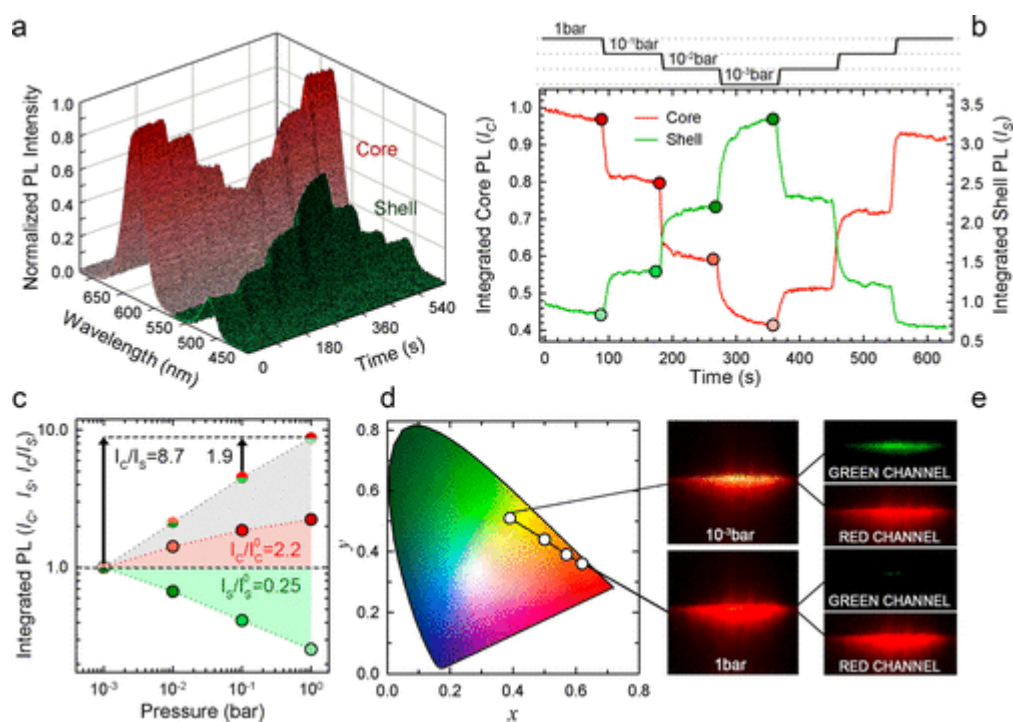 a
Normalized PL Intensity
1.0
0.8
0.6
0.4
0.2
0.0
650
600
550
500
450
Wavelength (nm)
0
180
360
540
Time (s)
Core
Shell
b
1bar
10⁻¹bar
10⁻²bar
10⁻³bar
Integrated Core PL (I_C)
1.0
0.9
0.8
0.7
0.6
0.5
0.4
Core
Shell
3.5
3.0
2.5
2.0
1.5
1.0
0.5
Integrated Shell PL (I_S)
0 100 200 300 400 500 600
Time (s)
c
Integrated PL (I_C, I_S, I_C/I_S)
10.0
1.0
I_C/I_S=8.7
1.9
I_C/I⁰_C=2.2
I_S/I⁰_S=0.25
10⁻³ 10⁻² 10⁻¹ 10⁰
Pressure (bar)
d
y
0.8
0.6
0.4
0.2
0.0
0.0 0.2 0.4 0.6 0.8
x
e
10⁻³bar
GREEN CHANNEL
RED CHANNEL
1bar
GREEN CHANNEL
RED CHANNEL